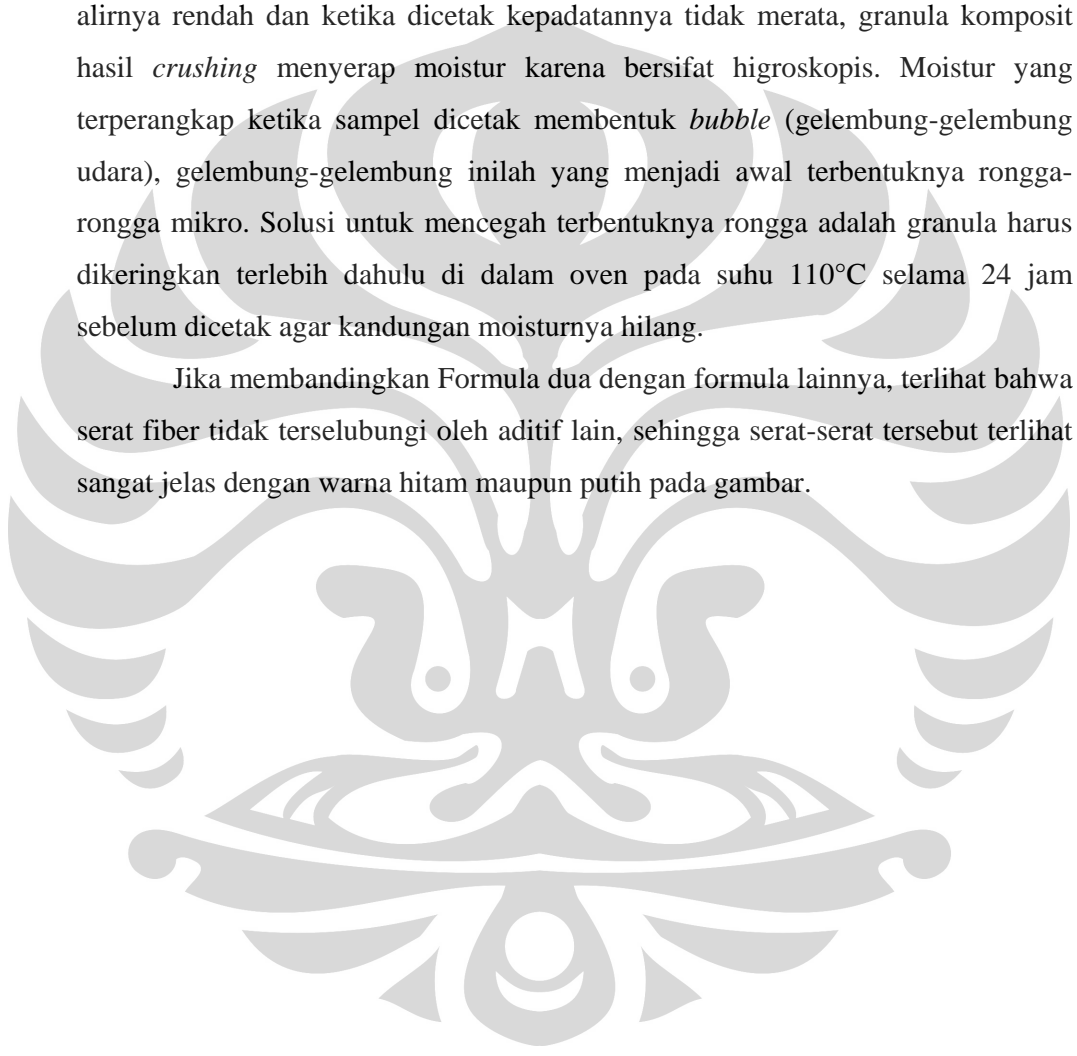 alirnya rendah dan ketika dicetak kepadatannya tidak merata, granula komposit
hasil crushing menyerap moistur karena bersifat higroskopis. Moistur yang
terperangkap ketika sampel dicetak membentuk bubble (gelembung-gelembung
udara), gelembung-gelembung inilah yang menjadi awal terbentuknya rongga-
rongga mikro. Solusi untuk mencegah terbentuknya rongga adalah granula harus
dikeringkan terlebih dahulu di dalam oven pada suhu 110°C selama 24 jam
sebelum dicetak agar kandungan moisturnya hilang.
Jika membandingkan Formula dua dengan formula lainnya, terlihat bahwa
serat fiber tidak terselubungi oleh aditif lain, sehingga serat-serat tersebut terlihat
sangat jelas dengan warna hitam maupun putih pada gambar.